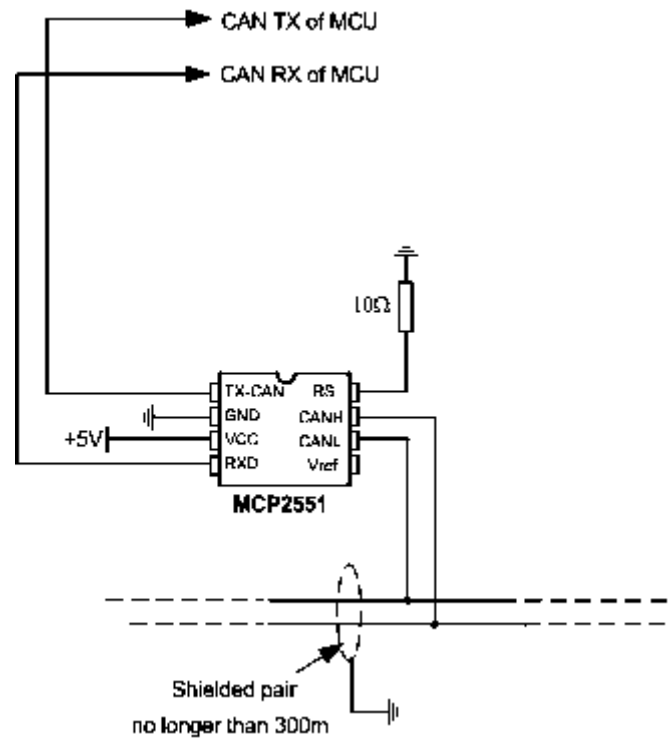 CAN TX of MCU
CAN RX of MCU
10Ω
TX-CAN
RS
GND
CANH
+5V
VCC
CANL
RXD
Vref
MCP2551
Shielded pair
no longer than 300m